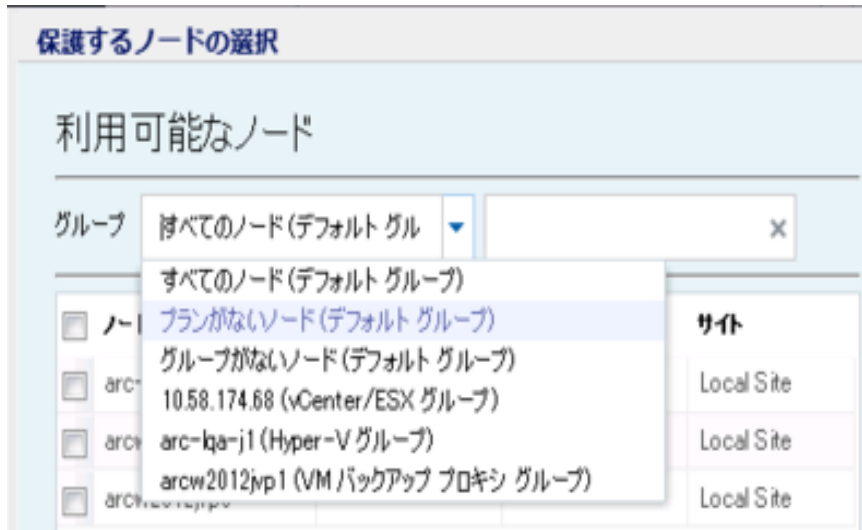 保護するノードの選択
利用可能なノード
グループ すべてのノード(デフォルト グル
すべてのノード(デフォルト グループ)
プランがないノード(デフォルト グループ)
グループがないノード(デフォルト グループ)
10.58.174.68 (vCenter/ESX グループ)
arc-lqa-j1 (Hyper-V グループ)
arcw2012jvp1 (VM バックアップ プロキシ グループ)
ノード サイト
arc- Local Site
arcw Local Site
Local Site